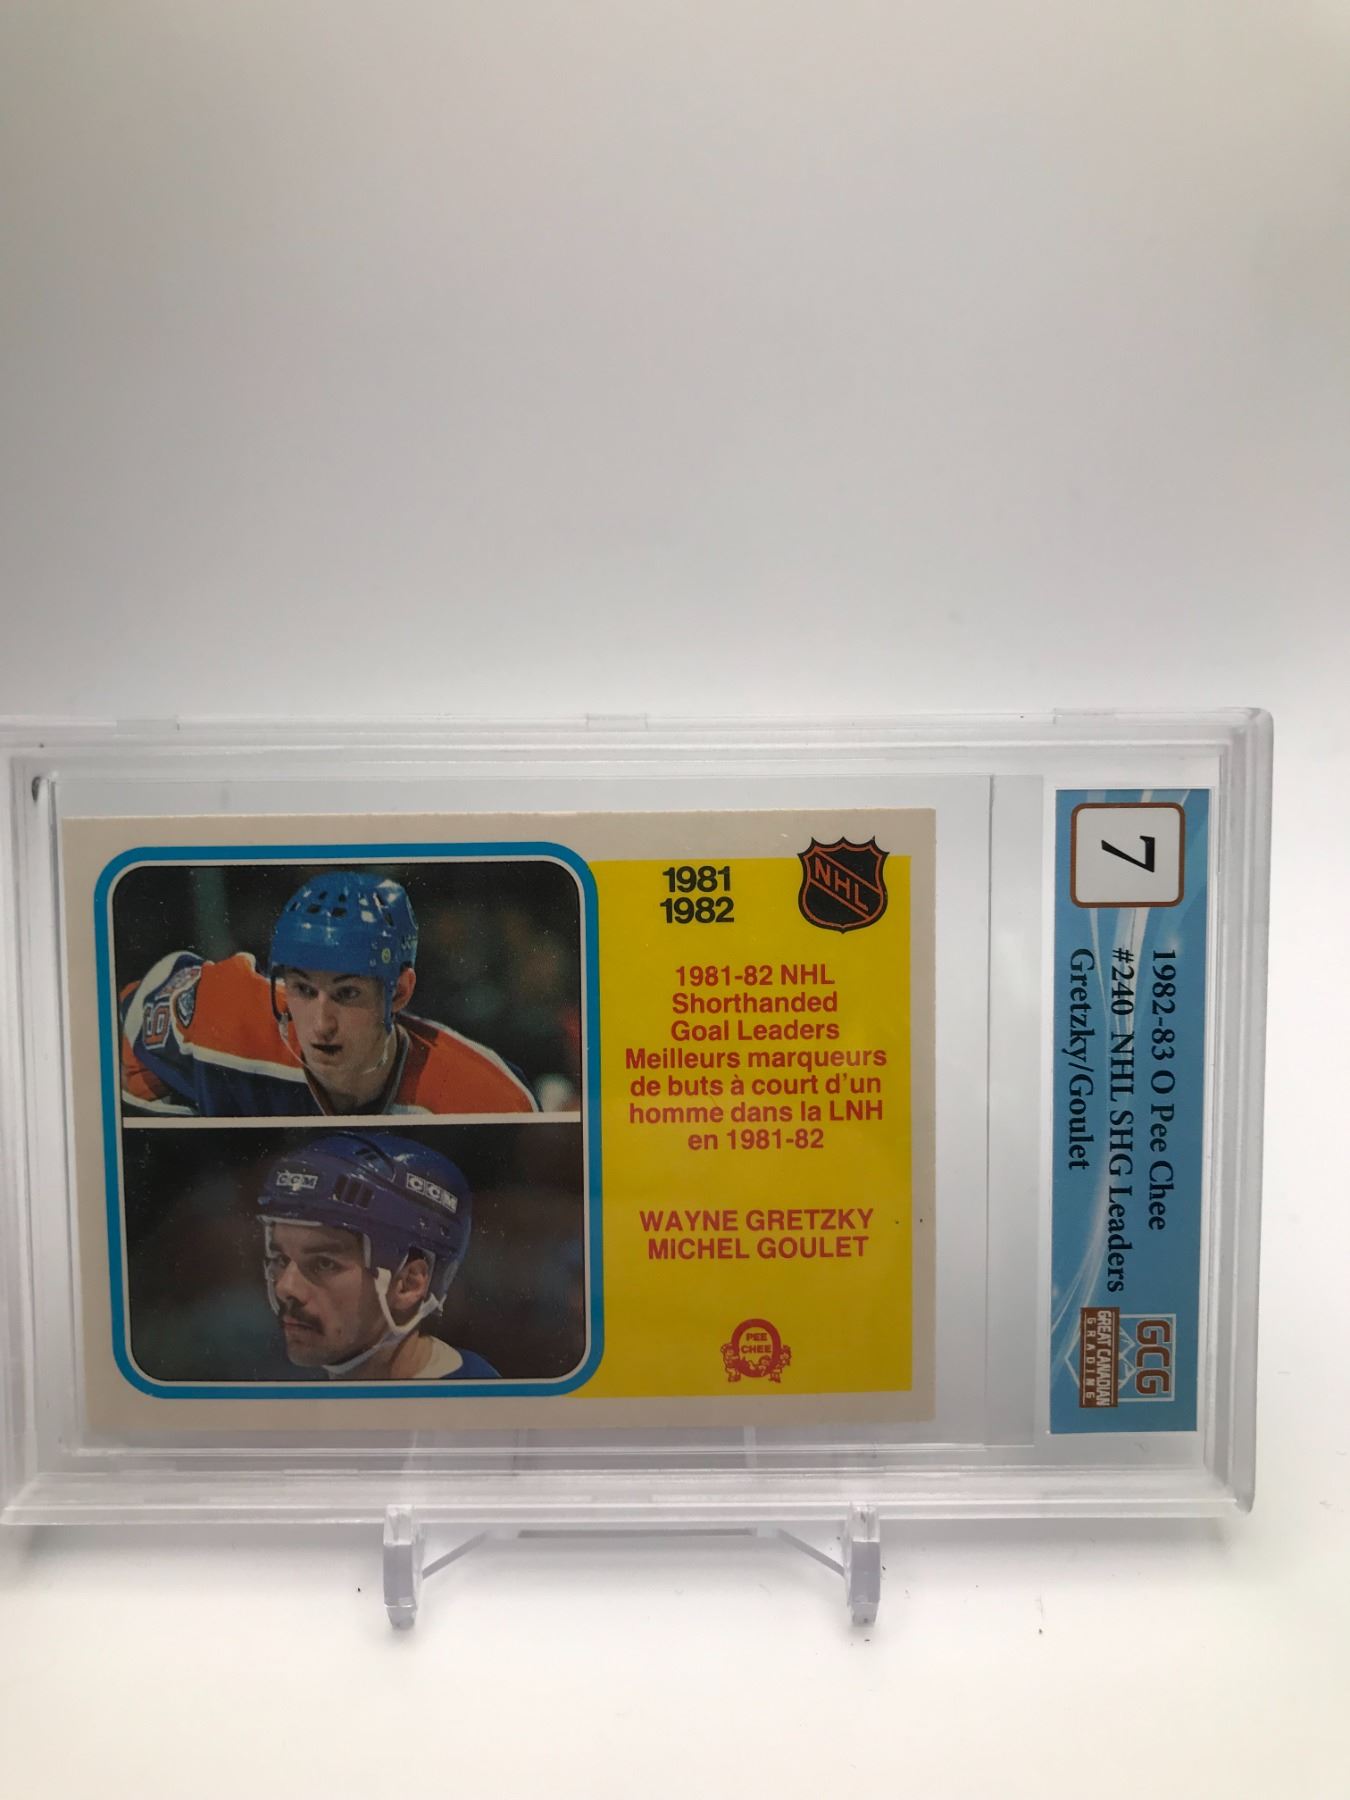 1981
1982
NHL
1981-82 NHL
Shorthanded
Goal Leaders
Meilleurs marqueurs
de buts à court d'un
homme dans la LNH
en 1981-82
WAYNE GRETZKY
MICHEL GOULET
PEE
CHEE
CCM
CCM
7
1982-83 O Pee Chee
#240 NHL SHG Leaders
Gretzky/Goulet
GCG
GREAT CANADIAN
GRADING